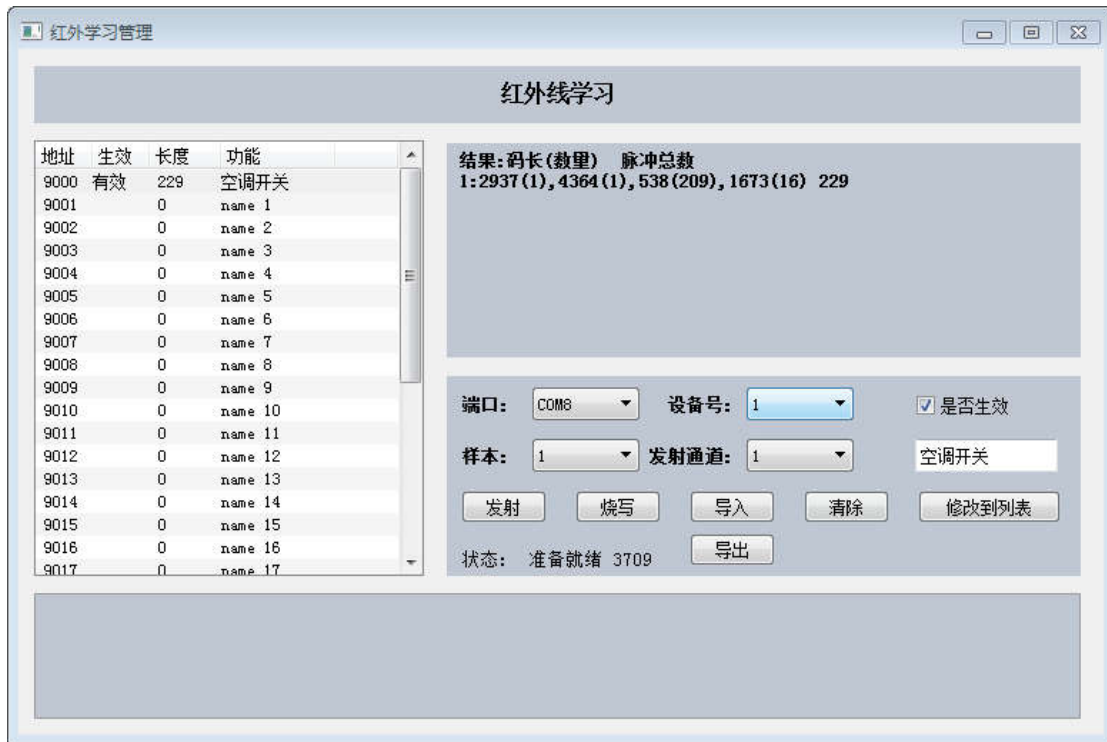 红外学习管理
红外线学习
地址 生效 长度 功能
9000 有效 229 空调开关
9001 0 name 1
9002 0 name 2
9003 0 name 3
9004 0 name 4
9005 0 name 5
9006 0 name 6
9007 0 name 7
9008 0 name 8
9009 0 name 9
9010 0 name 10
9011 0 name 11
9012 0 name 12
9013 0 name 13
9014 0 name 14
9015 0 name 15
9016 0 name 16
9017 0 name 17
结果:码长(数里) 脉冲总数
1:2937(1),4364(1),538(209),1673(16) 229
端口: COM8 设备号: 1 是否生效
样本: 1 发射通道: 1 空调开关
发射 烧写 导入 清除 修改到列表
状态: 准备就绪 3709 导出